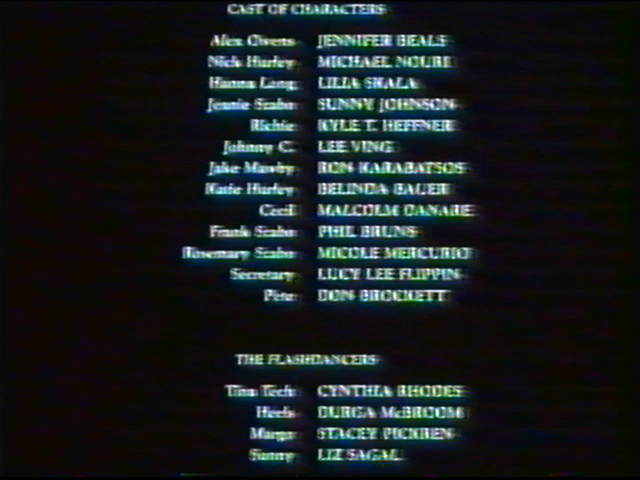 CAST OF CHARACTERS
Alex Owens JENNIFER BEALS
Nick Hurley MICHAEL NOURI
Hanna Long LILIA SKALA
Jennie Szabo SUNNY JOHNSON
Richie KYLE T. HEFFNER
Johnny C. LEE VING
Jake Mawby RON KARABATSOS
Katie Hurley BELINDA BAUER
Cecil MALCOLM DANARE
Frank Szabo PHIL BRUNS
Rosemary Szabo MICOLE MERCURIO
Secretary LUCY LEE FLIPPIN
Pete DON BROCKETT
THE FLASHDANCERS
Tina Tech CYNTHIA RHODES
Heels DURGA McBROOM
Margo STACEY PICKREN
Sunny LIZ SAGAL